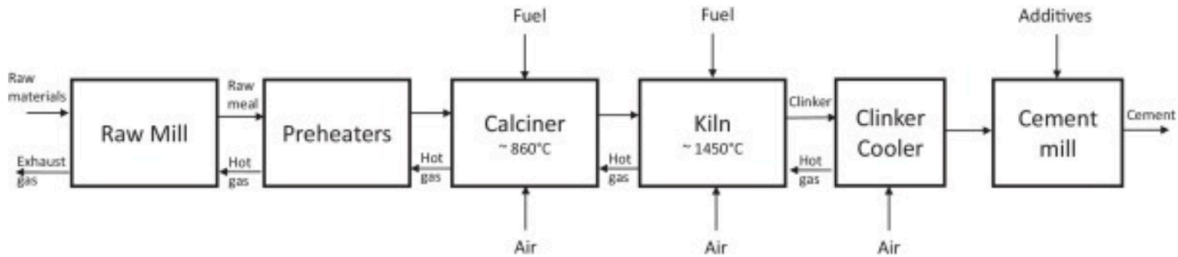 Fuel
Fuel
Additives
Raw
materials
Raw
meal
Clinker
Cement
Raw Mill
Preheaters
Calciner
~ 860°C
Kiln
~ 1450°C
Clinker
Cooler
Cement
mill
Exhaust
gas
Hot
gas
Hot
gas
Hot
gas
Hot
gas
Air
Air
Air